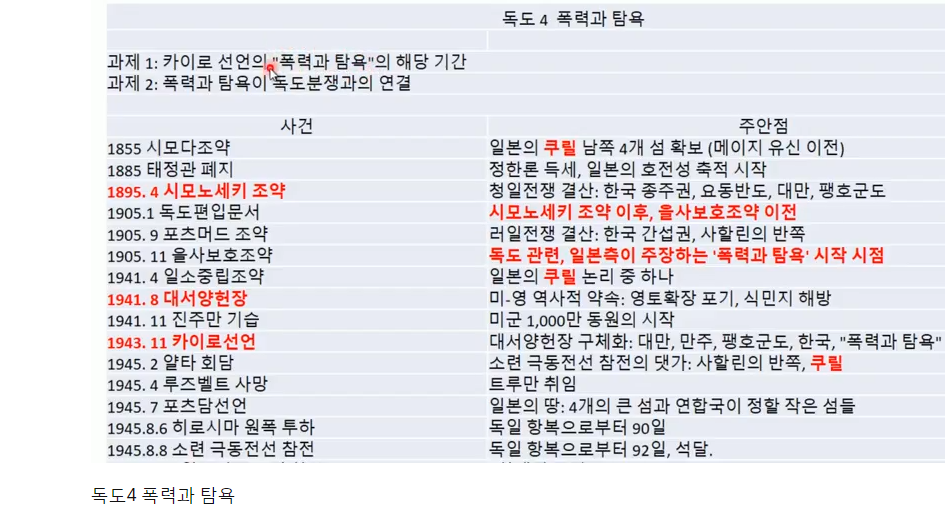 독도 4 폭력과 탐욕
과제 1: 카이로 선언의 "폭력과 탐욕"의 해당 기간
과제 2: 폭력과 탐욕이 독도분쟁과의 연결
사건 주안점
1855 시모다조약 일본의 쿠릴 남쪽 4개 섬 확보 (메이지 유신 이전)
1885 태정관 폐지 정한론 득세, 일본의 호전성 축적 시작
1895. 4 시모노세키 조약 청일전쟁 결산: 한국 종주권, 요동반도, 대만, 팽호군도
1905.1 독도편입문서 시모노세키 조약 이후, 을사보호조약 이전
1905. 9 포츠머드 조약 러일전쟁 결산: 한국 간섭권, 사할린의 반쪽
1905. 11 을사보호조약 독도 관련, 일본측이 주장하는 '폭력과 탐욕' 시작 시점
1941. 4 일소중립조약 일본의 쿠릴 논리 중 하나
1941. 8 대서양헌장 미-영 역사적 약속: 영토확장 포기, 식민지 해방
1941. 11 진주만 기습 미군 1,000만 동원의 시작
1943. 11 카이로선언 대서양헌장 구체화: 대만, 만주, 팽호군도, 한국, "폭력과 탐욕"
1945. 2 얄타 회담 소련 극동전선 참전의 댓가: 사할린의 반쪽, 쿠릴
1945. 4 루즈벨트 사망 트루만 취임
1945. 7 포츠담선언 일본의 땅: 4개의 큰 섬과 연합국이 정할 작은 섬들
1945.8.6 히로시마 원폭 투하 독일 항복으로부터 90일
1945.8.8 소련 극동전선 참전 독일 항복으로부터 92일, 석달.
독도4 폭력과 탐욕